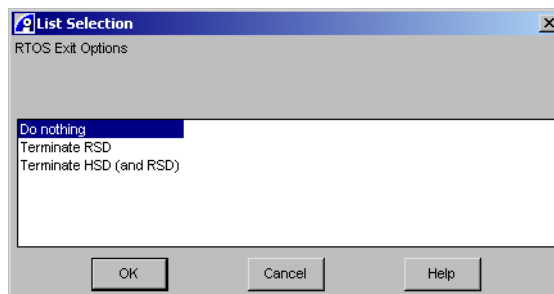 List Selection
RTOS Exit Options
Do nothing
Terminate RSD
Terminate HSD (and RSD)
OK Cancel Help